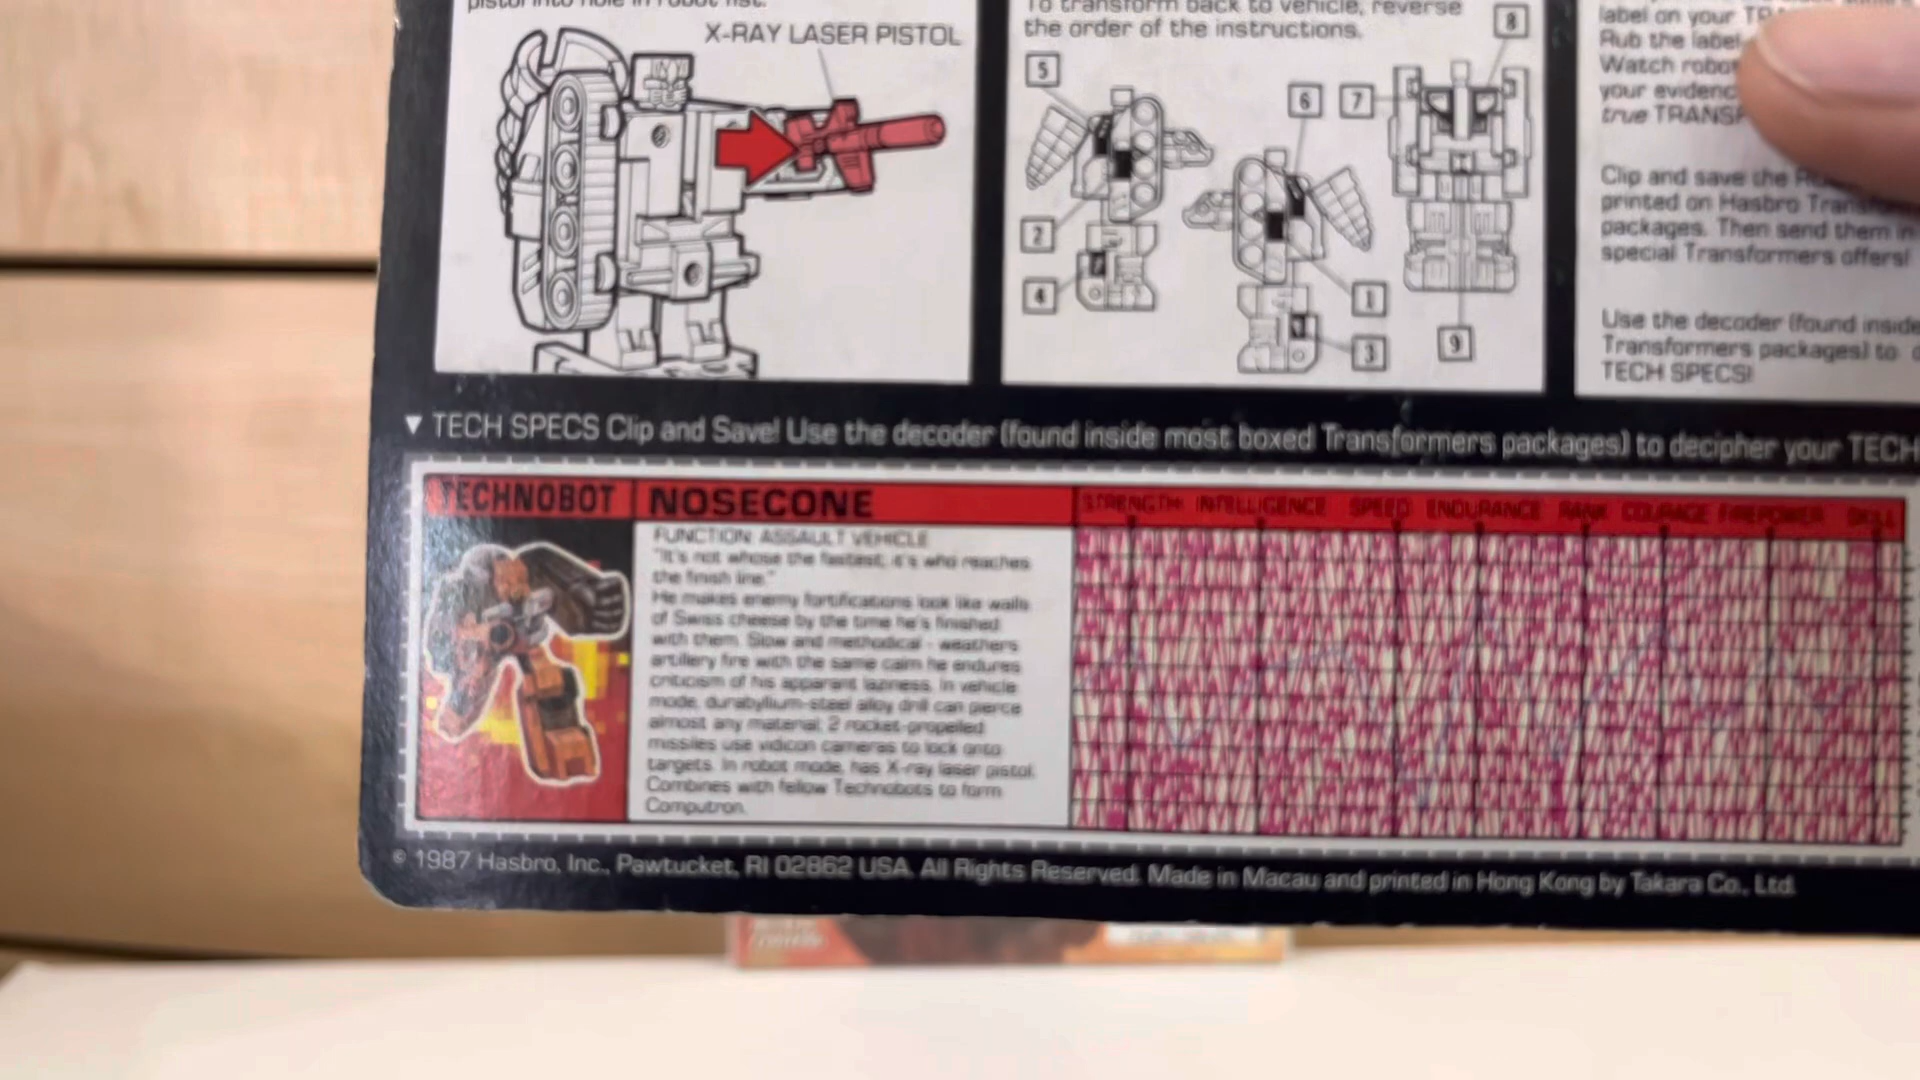 pistol into hole in robot fist.
X-RAY LASER PISTOL
To transform back to vehicle, reverse
the order of the instructions.
5
6
7
8
2
4
1
3
9
label on your
Rub the label
Watch robot
your evidenc
true TRANSF
Clip and save the
printed on Hasbro Transfor
packages. Then send them in
special Transformers offers!
Use the decoder (found inside
Transformers packages) to
TECH SPECS!
▼ TECH SPECS Clip and Save! Use the decoder (found inside most boxed Transformers packages) to decipher your TECH
TECHNOBOT NOSECONE STRENGTH INTELLIGENCE SPEED ENDURANCE RANK COURAGE FIREPOWER SKILL
FUNCTION: ASSAULT VEHICLE
"It's not whose the fastest, it's who reaches
the finish line."
He makes enemy fortifications look like walls
of Swiss cheese by the time he's finished
with them. Slow and methodical - weathers
artillery fire with the same calm he endures
criticism of his apparent laziness. In vehicle
mode, durabyllium-steel alloy drill can pierce
almost any material; 2 rocket-propelled
missiles use vidicon cameras to lock onto
targets. In robot mode, has X-ray laser pistol.
Combines with fellow Technobots to form
Computron.
© 1987 Hasbro, Inc., Pawtucket, RI 02862 USA. All Rights Reserved. Made in Macau and printed in Hong Kong by Takara Co., Ltd.